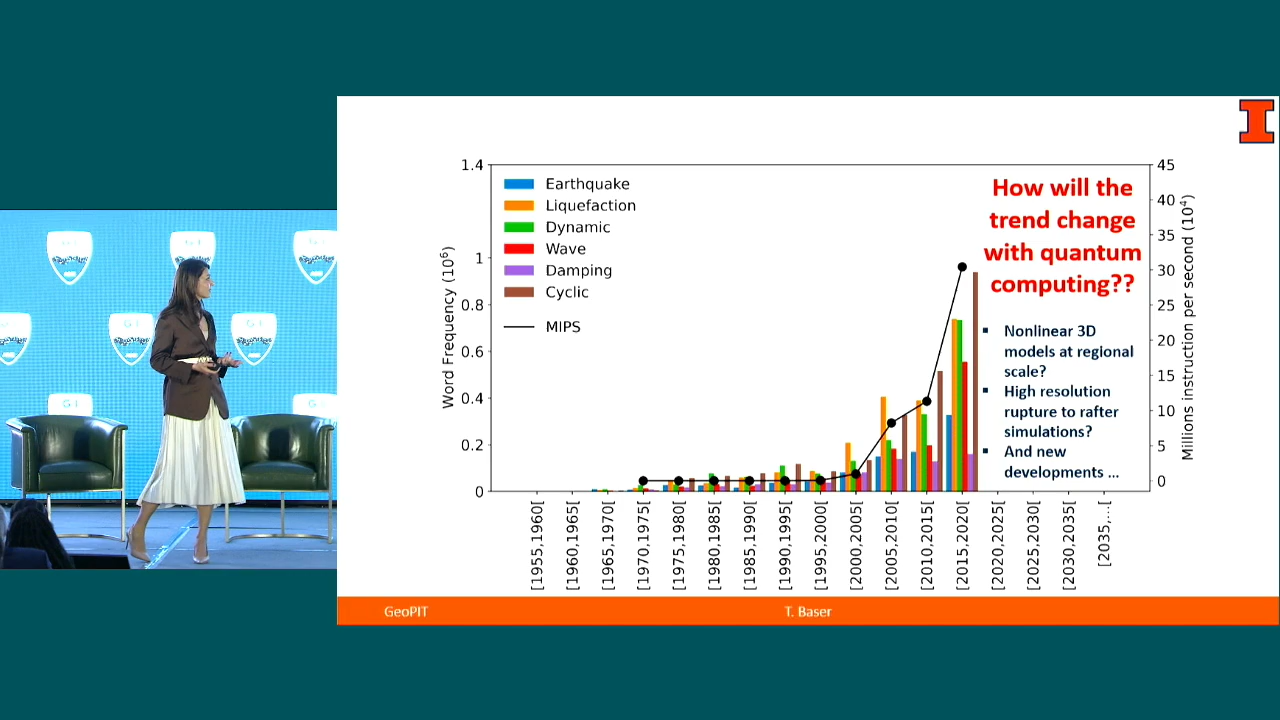 1.4
1
0.8
0.6
0.4
0.2
0
Word Frequency (10⁶)
Earthquake
Liquefaction
Dynamic
Wave
Damping
Cyclic
MIPS
45
40
35
30
25
20
15
10
5
0
Millions instruction per second (10⁴)
How will the
trend change
with quantum
computing??
▪ Nonlinear 3D
models at regional
scale?
▪ High resolution
rupture to rafter
simulations?
▪ And new
developments ...
[1955,1960[
[1960,1965[
[1965,1970[
[1970,1975[
[1975,1980[
[1980,1985[
[1985,1990[
[1990,1995[
[1995,2000[
[2000,2005[
[2005,2010[
[2010,2015[
[2015,2020[
[2020,2025[
[2025,2030[
[2030,2035[
[2035,...[
GeoPIT
T. Baser
G I
G I
G I